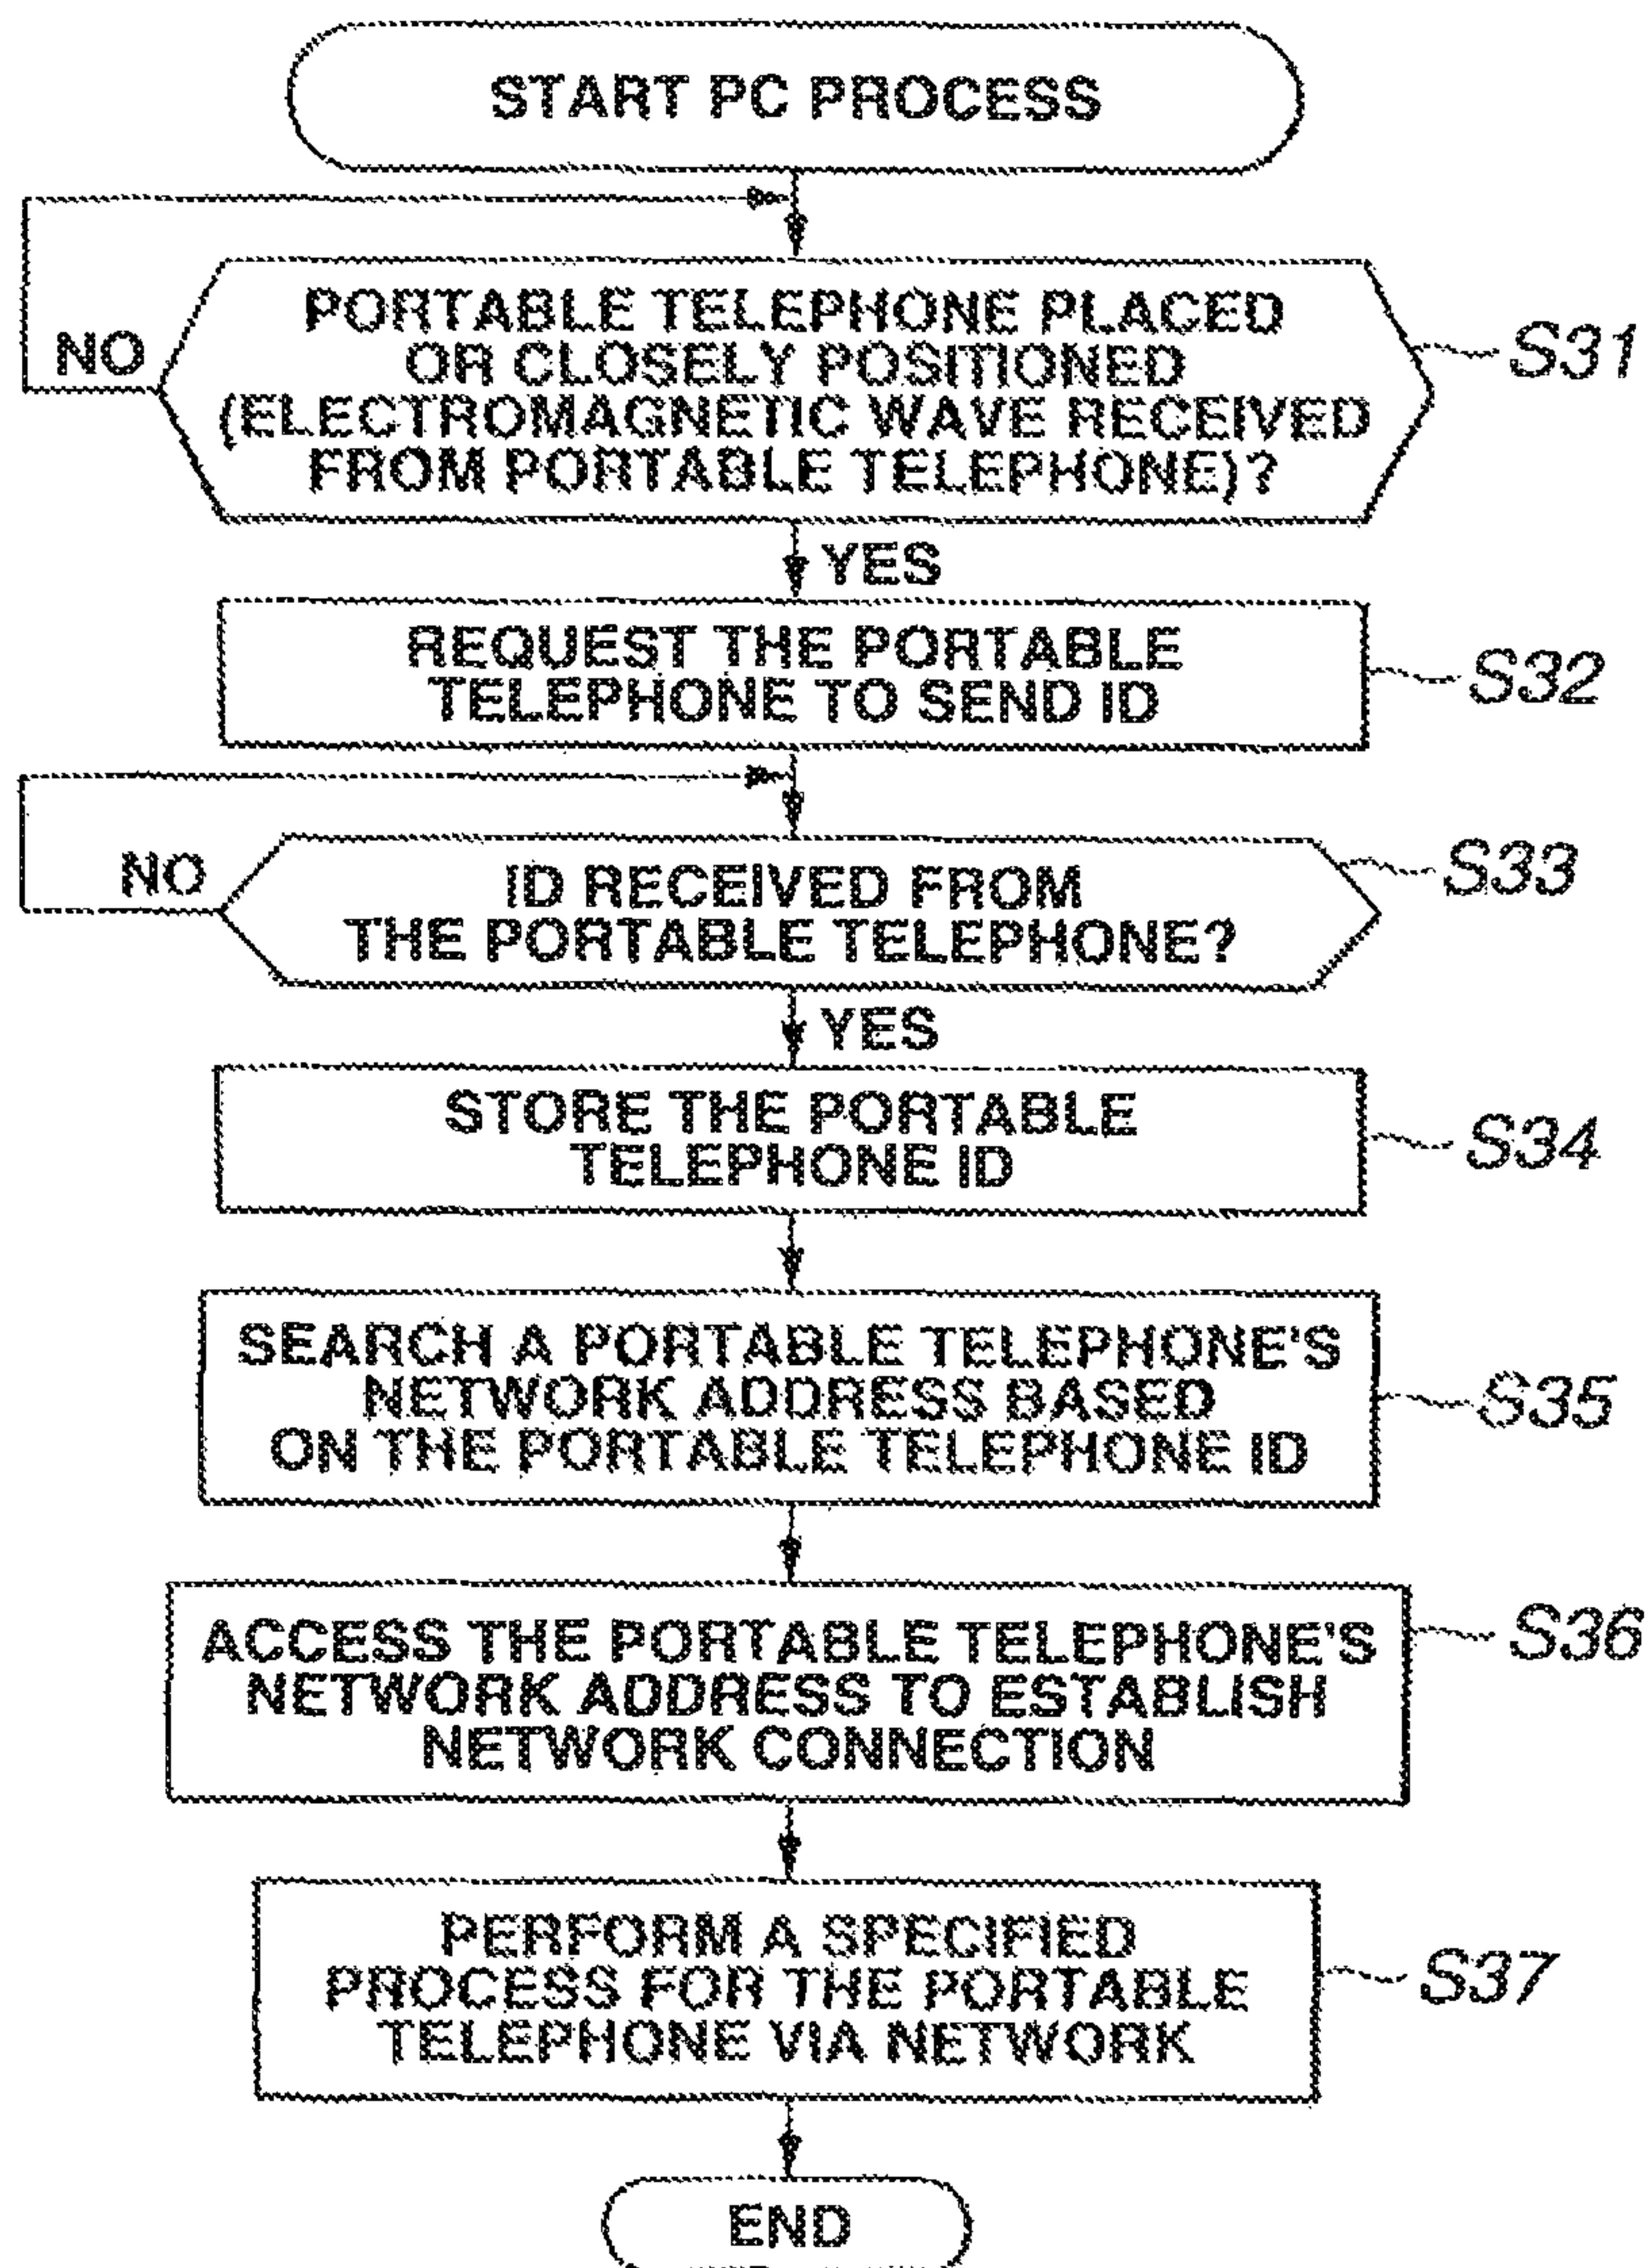 START PC PROCESS
PORTABLE TELEPHONE PLACED
OR CLOSELY POSITIONED
(ELECTROMAGNETIC WAVE RECEIVED
FROM PORTABLE TELEPHONE)?
NO
S31
YES
REQUEST THE PORTABLE
TELEPHONE TO SEND ID
S32
ID RECEIVED FROM
THE PORTABLE TELEPHONE?
NO
S33
YES
STORE THE PORTABLE
TELEPHONE ID
S34
SEARCH A PORTABLE TELEPHONE'S
NETWORK ADDRESS BASED
ON THE PORTABLE TELEPHONE ID
S35
ACCESS THE PORTABLE TELEPHONE'S
NETWORK ADDRESS TO ESTABLISH
NETWORK CONNECTION
S36
PERFORM A SPECIFIED
PROCESS FOR THE PORTABLE
TELEPHONE VIA NETWORK
S37
END